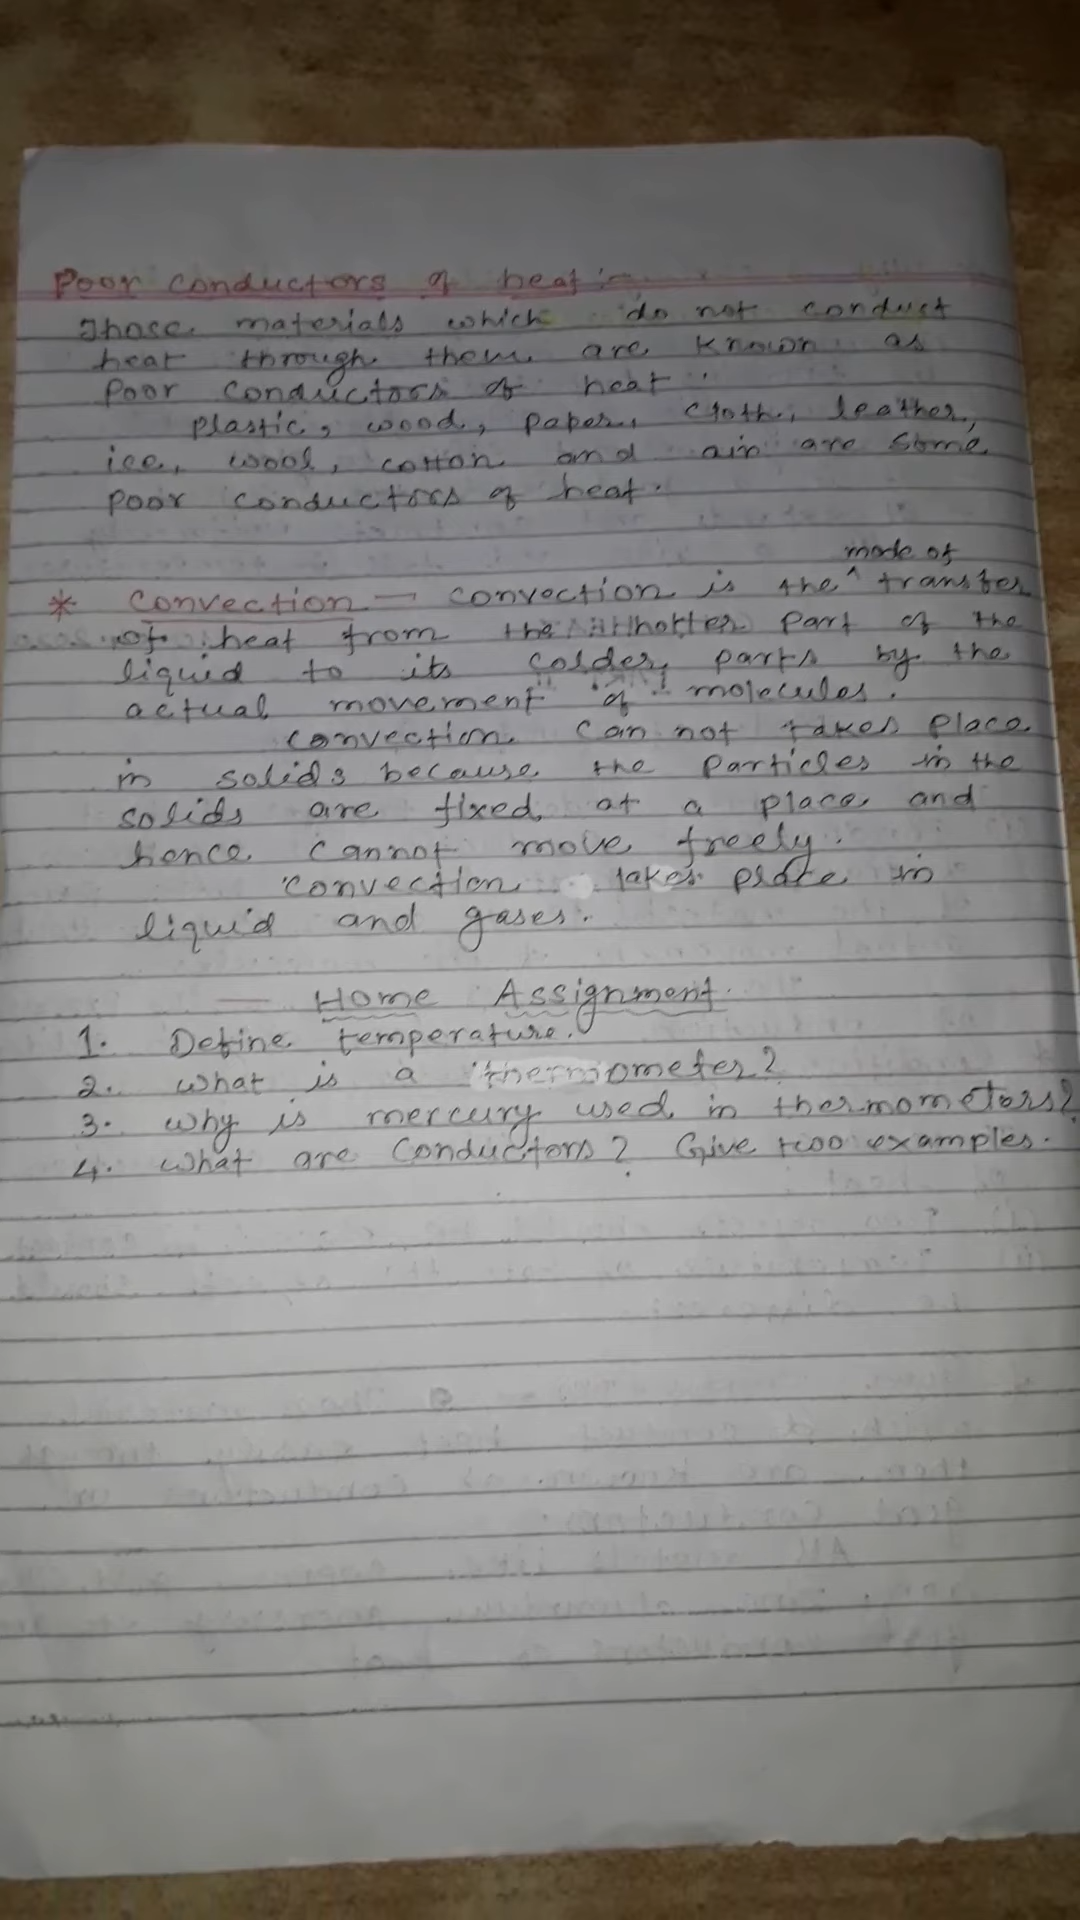 Poor conductors of heat :-
Those materials which do not conduct
heat through them are known as
Poor conductors of heat.
Plastic, wood, paper, cloth, leather,
ice, wool, cotton and air are some
poor conductors of heat.
mode of
* Convection - convection is the ^ transfer
of heat from the hotter part of the
liquid to its colder parts by the
actual movement of molecules.
convection can not takes place
in solids because the particles in the
solids are fixed at a place and
hence cannot move freely.
convection takes place in
liquid and gases.
Home Assignment.
1. Define temperature.
2. What is a thermometer?
3. Why is mercury used in thermometers?
4. What are conductors? Give two examples.